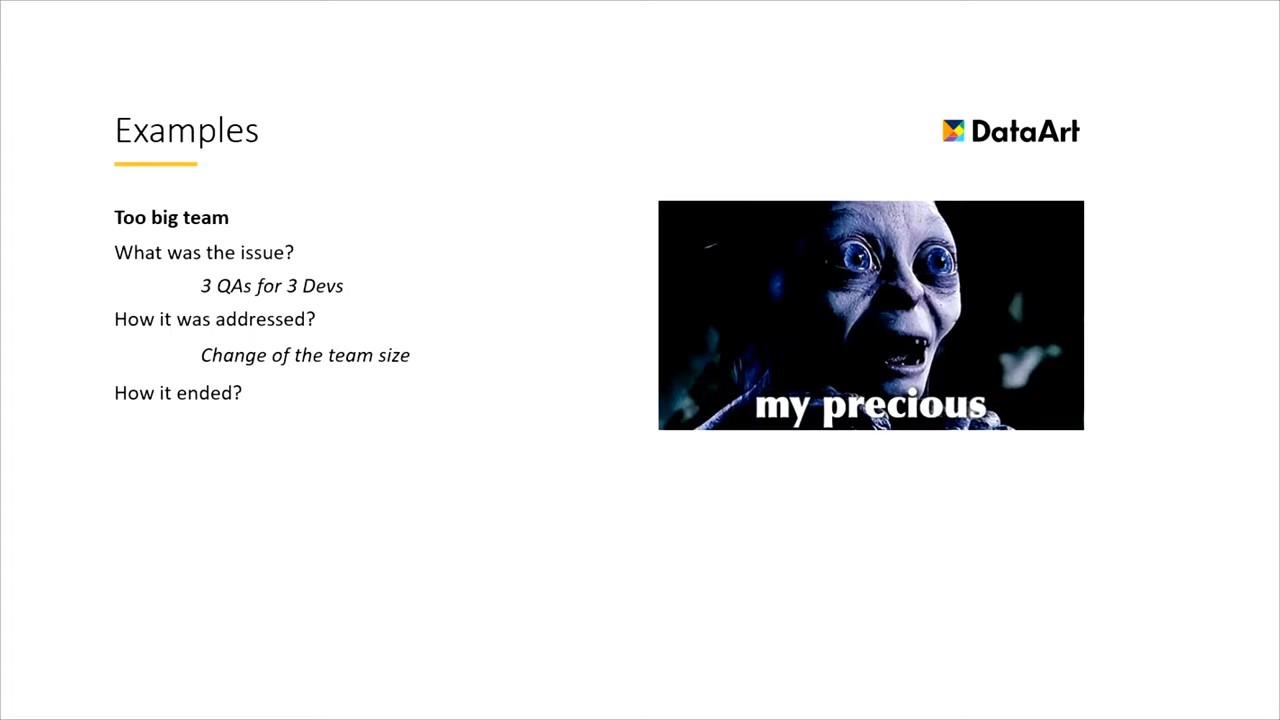 Examples
DataArt
Too big team
What was the issue?
3 QAs for 3 Devs
How it was addressed?
Change of the team size
How it ended?
my precious